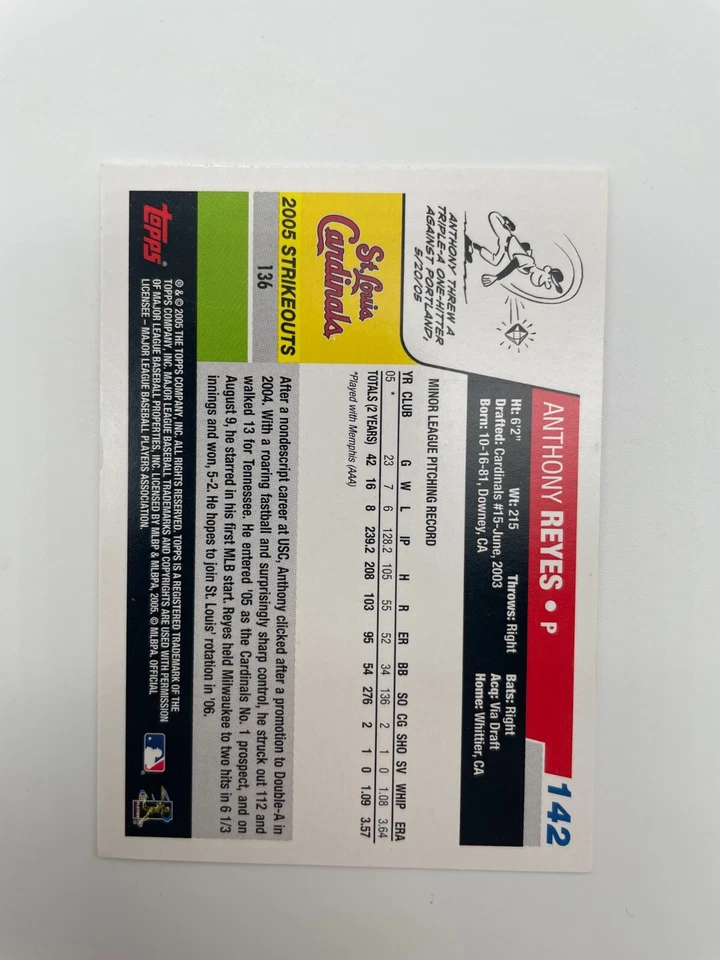 ANTHONY REYES • P
142
Ht: 6'2" Wt: 215 Throws: Right Bats: Right
Drafted: Cardinals #15-June, 2003 Acq: Via Draft
Born: 10-16-81, Downey, CA Home: Whittier, CA
ANTHONY THREW A
TRIPLE-A ONE-HITTER
AGAINST PORTLAND,
5/20/05
MINOR LEAGUE PITCHING RECORD
YR CLUB G W L IP H R ER BB SO CG SHO SV WHIP ERA
05 * 23 7 6 128.2 105 55 52 34 136 2 1 0 1.08 3.64
TOTALS (2 YEARS) 42 16 8 239.2 208 103 95 54 276 2 1 0 1.09 3.57
*Played with Memphis (AAA)
St. Louis
Cardinals
2005 STRIKEOUTS
136
After a nondescript career at USC, Anthony clicked after a promotion to Double-A in
2004. With a roaring fastball and surprisingly sharp control, he struck out 112 and
walked 13 for Tennessee. He entered '05 as the Cardinals No. 1 prospect, and on
August 9, he starred in his first MLB start. Reyes held Milwaukee to two hits in 6 1/3
innings and won, 5-2. He hopes to join St. Louis' rotation in '06.
topps
® & © 2005 THE TOPPS COMPANY, INC. ALL RIGHTS RESERVED. TOPPS IS A REGISTERED TRADEMARK OF THE
TOPPS COMPANY, INC. MAJOR LEAGUE BASEBALL TRADEMARKS AND COPYRIGHTS ARE USED WITH PERMISSION
OF MAJOR LEAGUE BASEBALL PROPERTIES, INC. LICENSED BY MLBP & MLBPA, 2005. © MLBPA. OFFICIAL
LICENSEE – MAJOR LEAGUE BASEBALL PLAYERS ASSOCIATION.